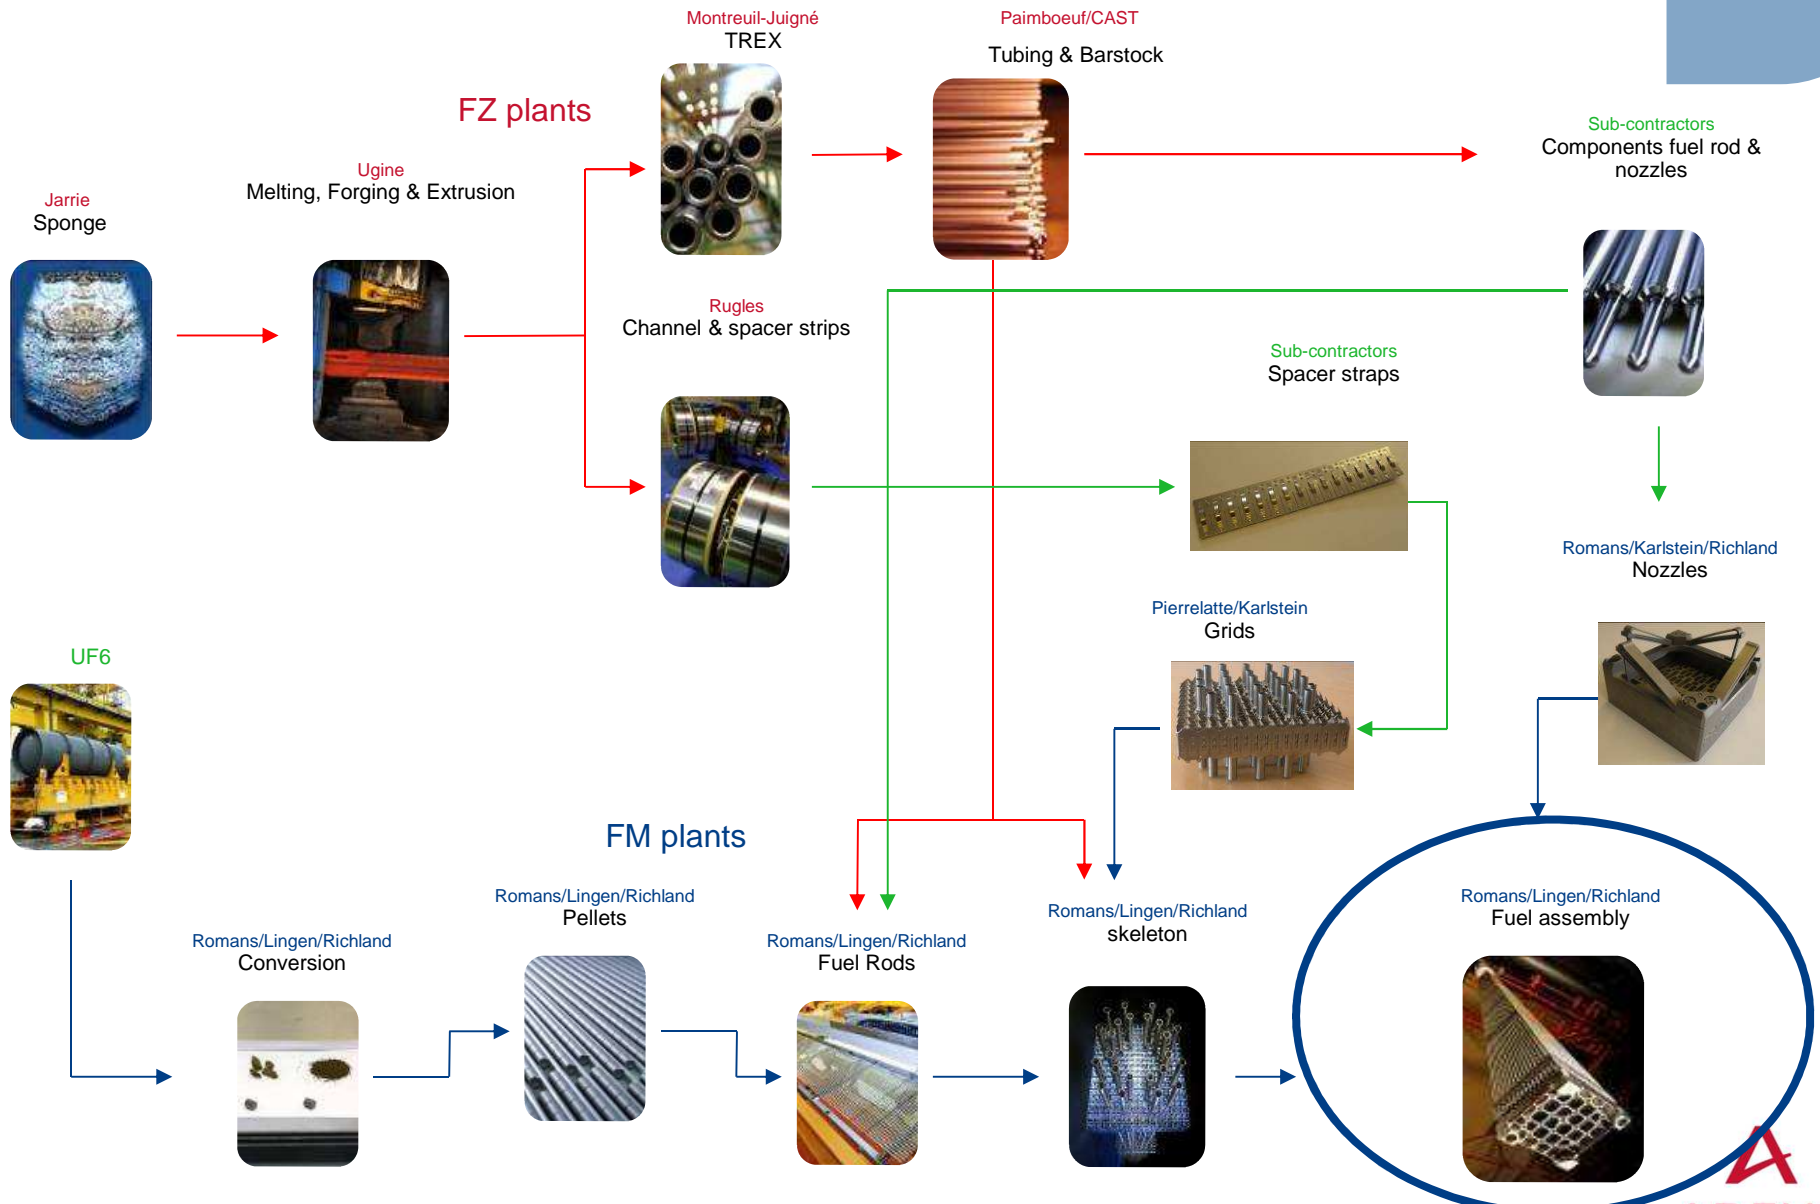 Montreuil-Juigné
TREX
Paimboeuf/CAST
Tubing & Barstock
FZ plants
Sub-contractors
Components fuel rod &
nozzles
Ugine
Melting, Forging & Extrusion
Jarrie
Sponge
Rugles
Channel & spacer strips
Sub-contractors
Spacer straps
Romans/Karlstein/Richland
Nozzles
Pierrelatte/Karlstein
Grids
UF6
FM plants
Romans/Lingen/Richland
Pellets
Romans/Lingen/Richland
Conversion
Romans/Lingen/Richland
Fuel Rods
Romans/Lingen/Richland
skeleton
Romans/Lingen/Richland
Fuel assembly